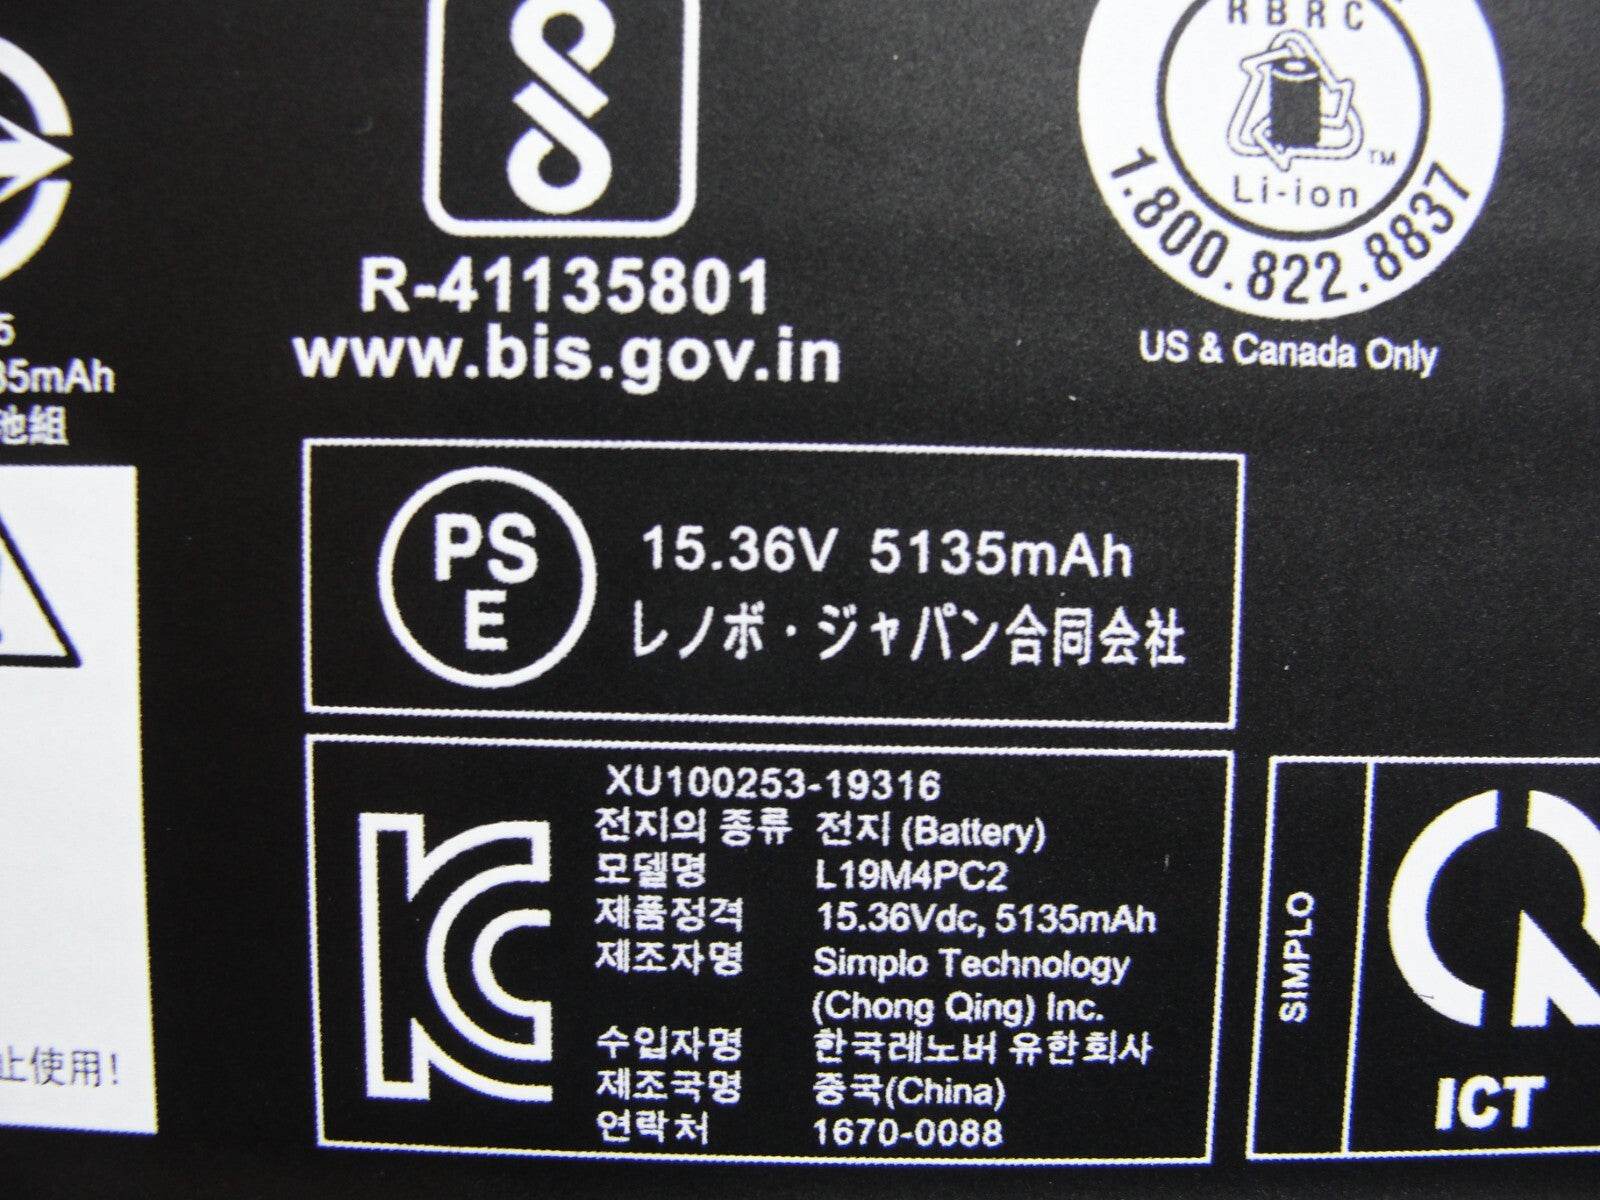 RBRC
TM
Li-ion
1.800.822.8837
US & Canada Only
R-41135801
www.bis.gov.in
5
35mAh
池組
PS
E
15.36V 5135mAh
レノボ・ジャパン合同会社
XU100253-19316
전지의 종류 전지 (Battery)
모델명 L19M4PC2
제품정격 15.36Vdc, 5135mAh
제조자명 Simplo Technology
(Chong Qing) Inc.
수입자명 한국레노버 유한회사
제조국명 중국(China)
연락처 1670-0088
止使用!
SIMPLO
ICT